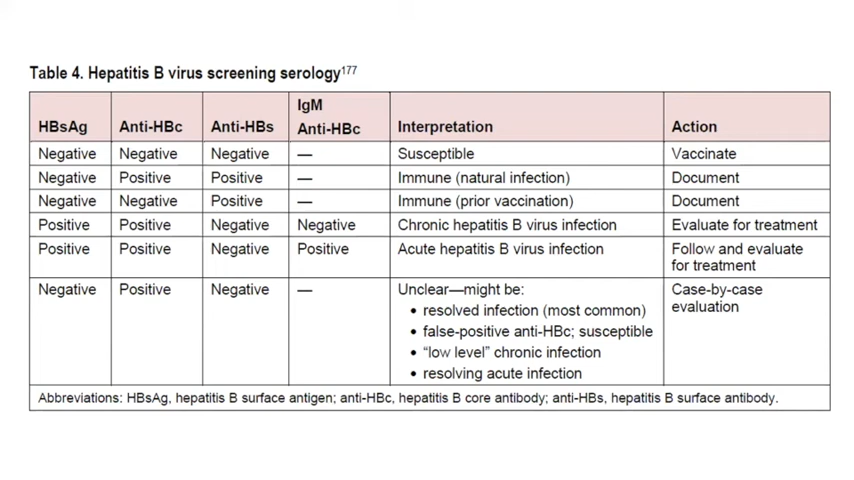 Table 4. Hepatitis B virus screening serology177
HBsAg Anti-HBc Anti-HBs IgM Anti-HBc Interpretation Action
Negative Negative Negative — Susceptible Vaccinate
Negative Positive Positive — Immune (natural infection) Document
Negative Negative Positive — Immune (prior vaccination) Document
Positive Positive Negative Negative Chronic hepatitis B virus infection Evaluate for treatment
Positive Positive Negative Positive Acute hepatitis B virus infection Follow and evaluate
for treatment
Negative Positive Negative — Unclear—might be: Case-by-case
• resolved infection (most common) evaluation
• false-positive anti-HBc; susceptible
• “low level” chronic infection
• resolving acute infection
Abbreviations: HBsAg, hepatitis B surface antigen; anti-HBc, hepatitis B core antibody; anti-HBs, hepatitis B surface antibody.